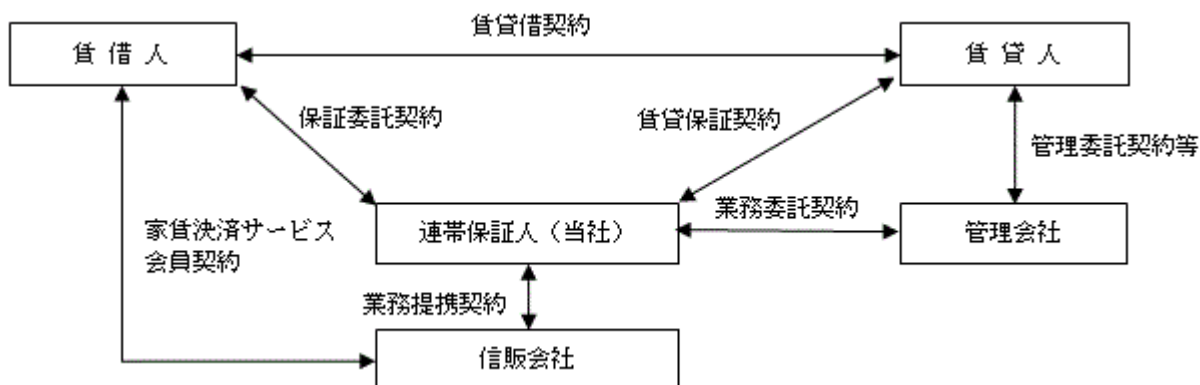 賃貸借契約
賃 借 人
賃 貸 人
保証委託契約
賃貸保証契約
管理委託契約等
家賃決済サービス
会員契約
連帯保証人（当社）
業務委託契約
管理会社
業務提携契約
信販会社